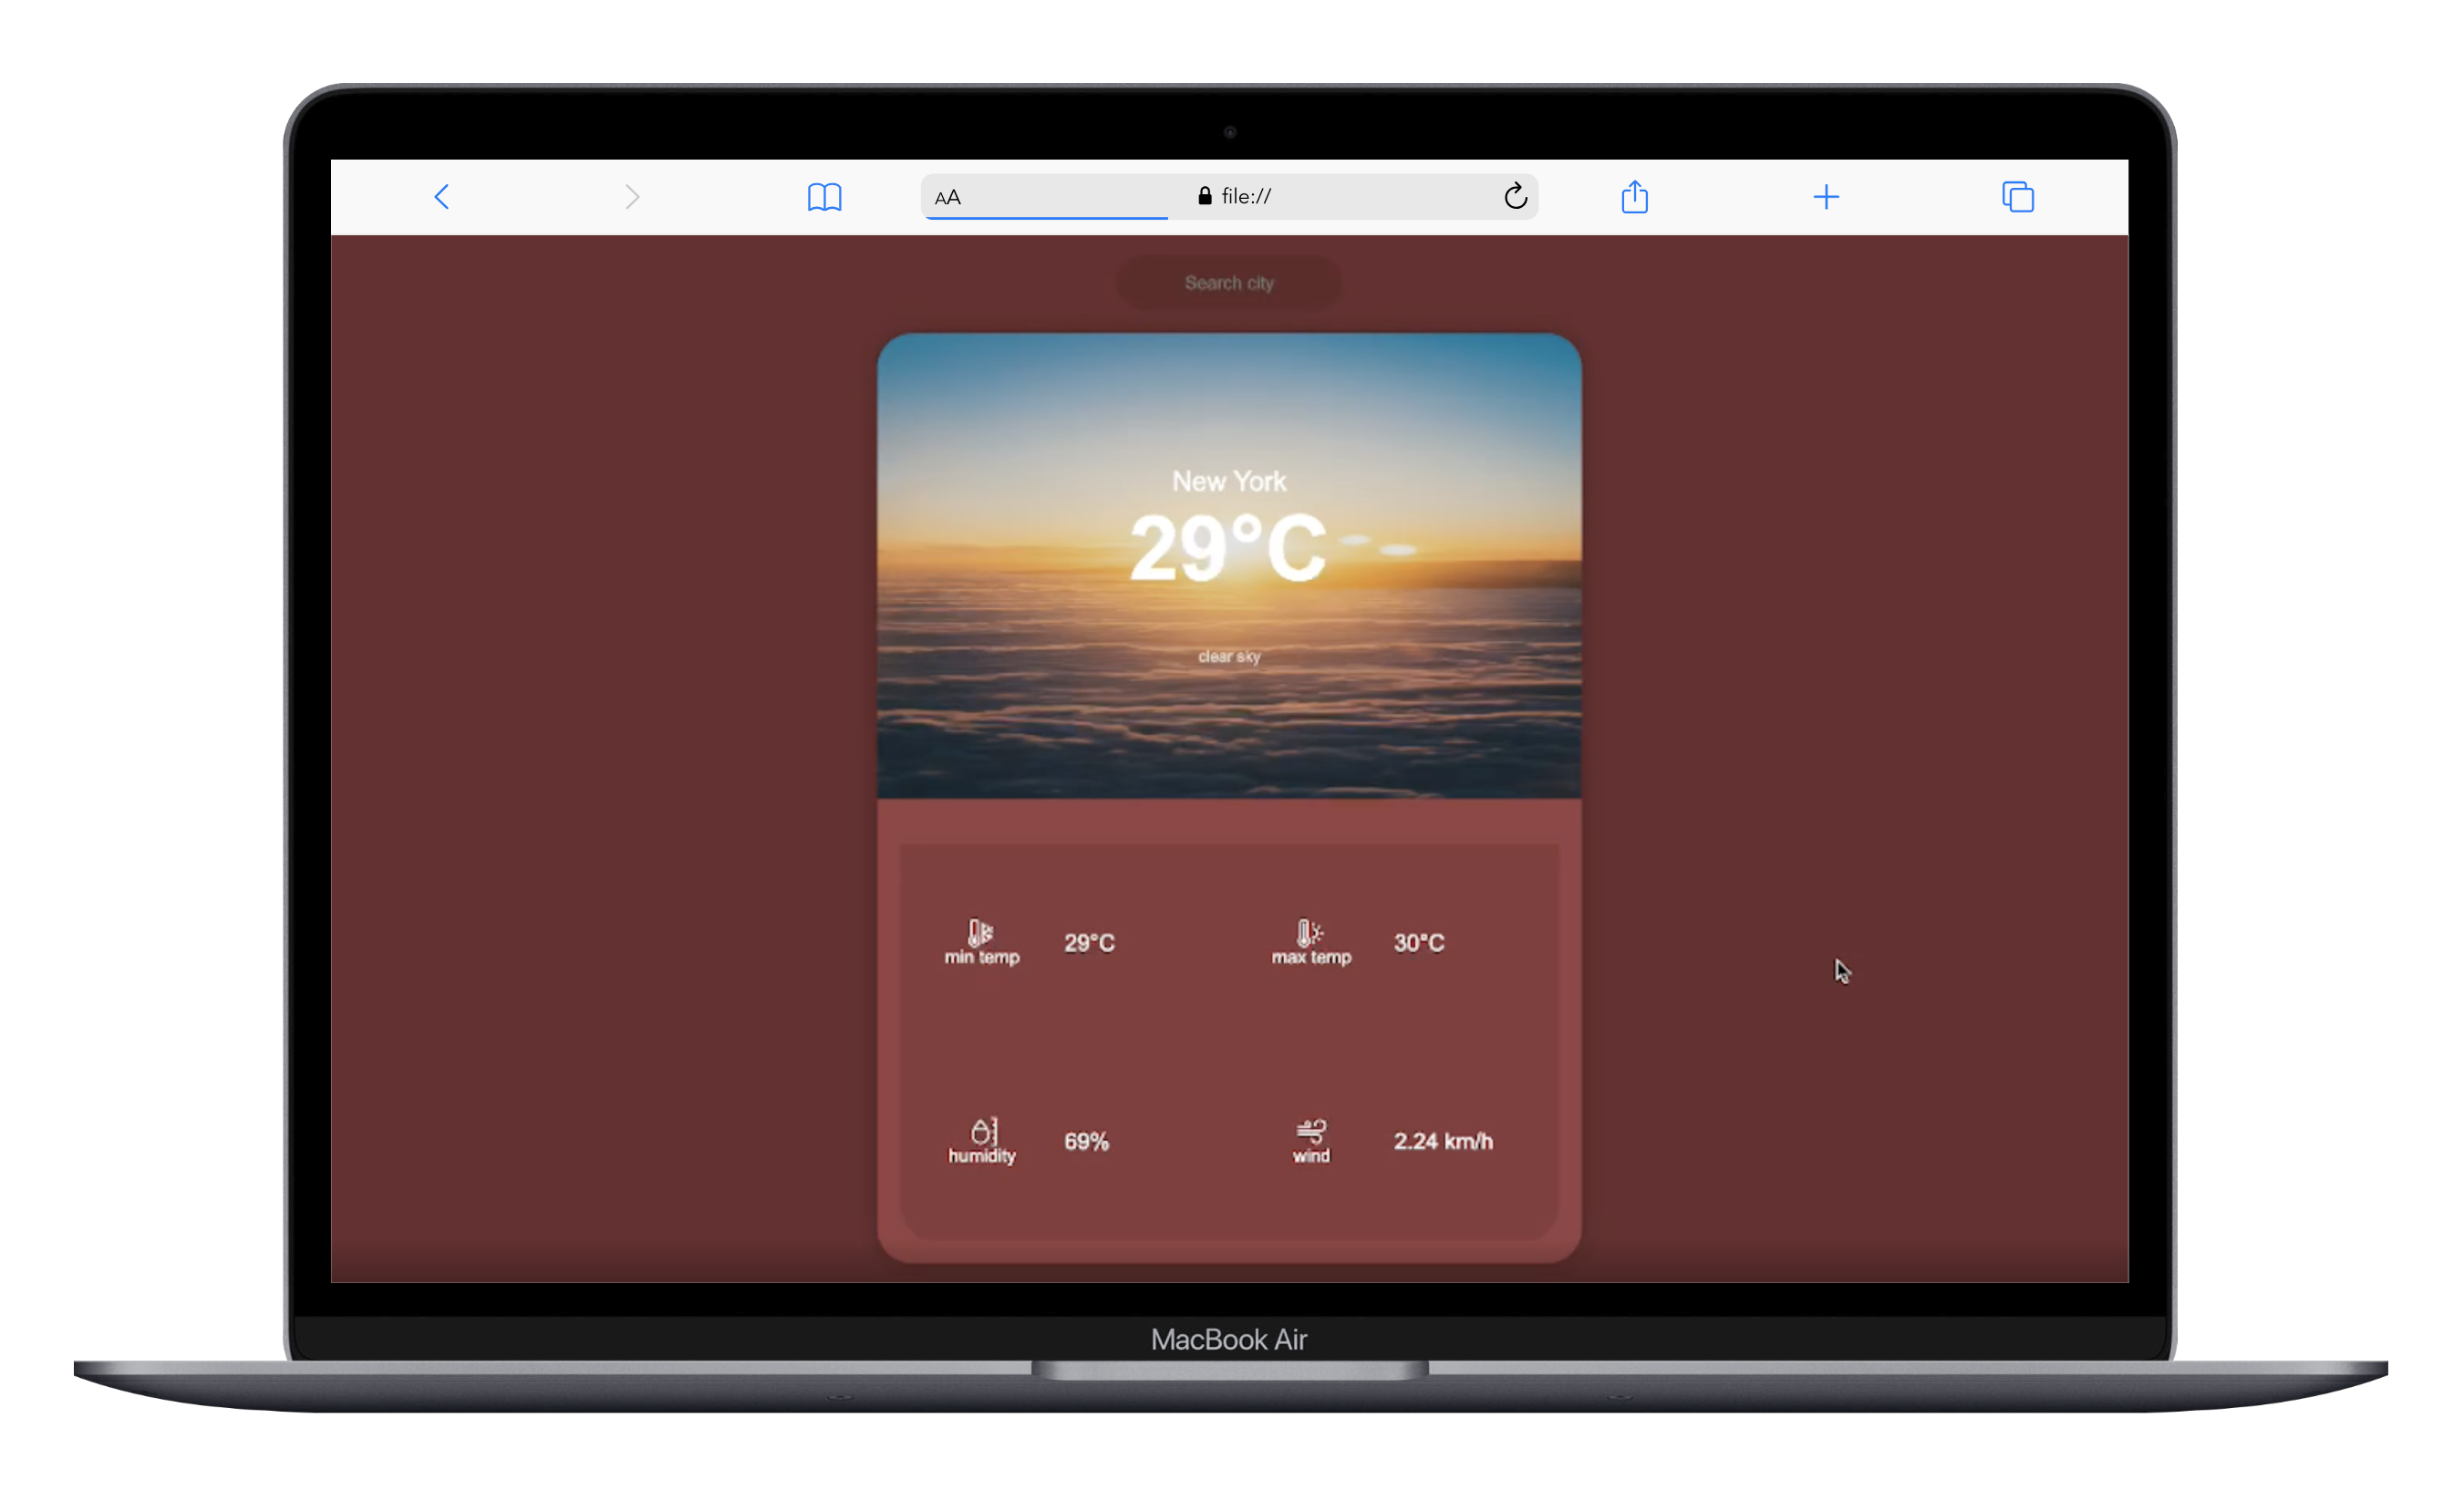 AA file://
Search city
New York
29°C
clear sky
min temp 29°C max temp 30°C
humidity 69% wind 2.24 km/h
MacBook Air